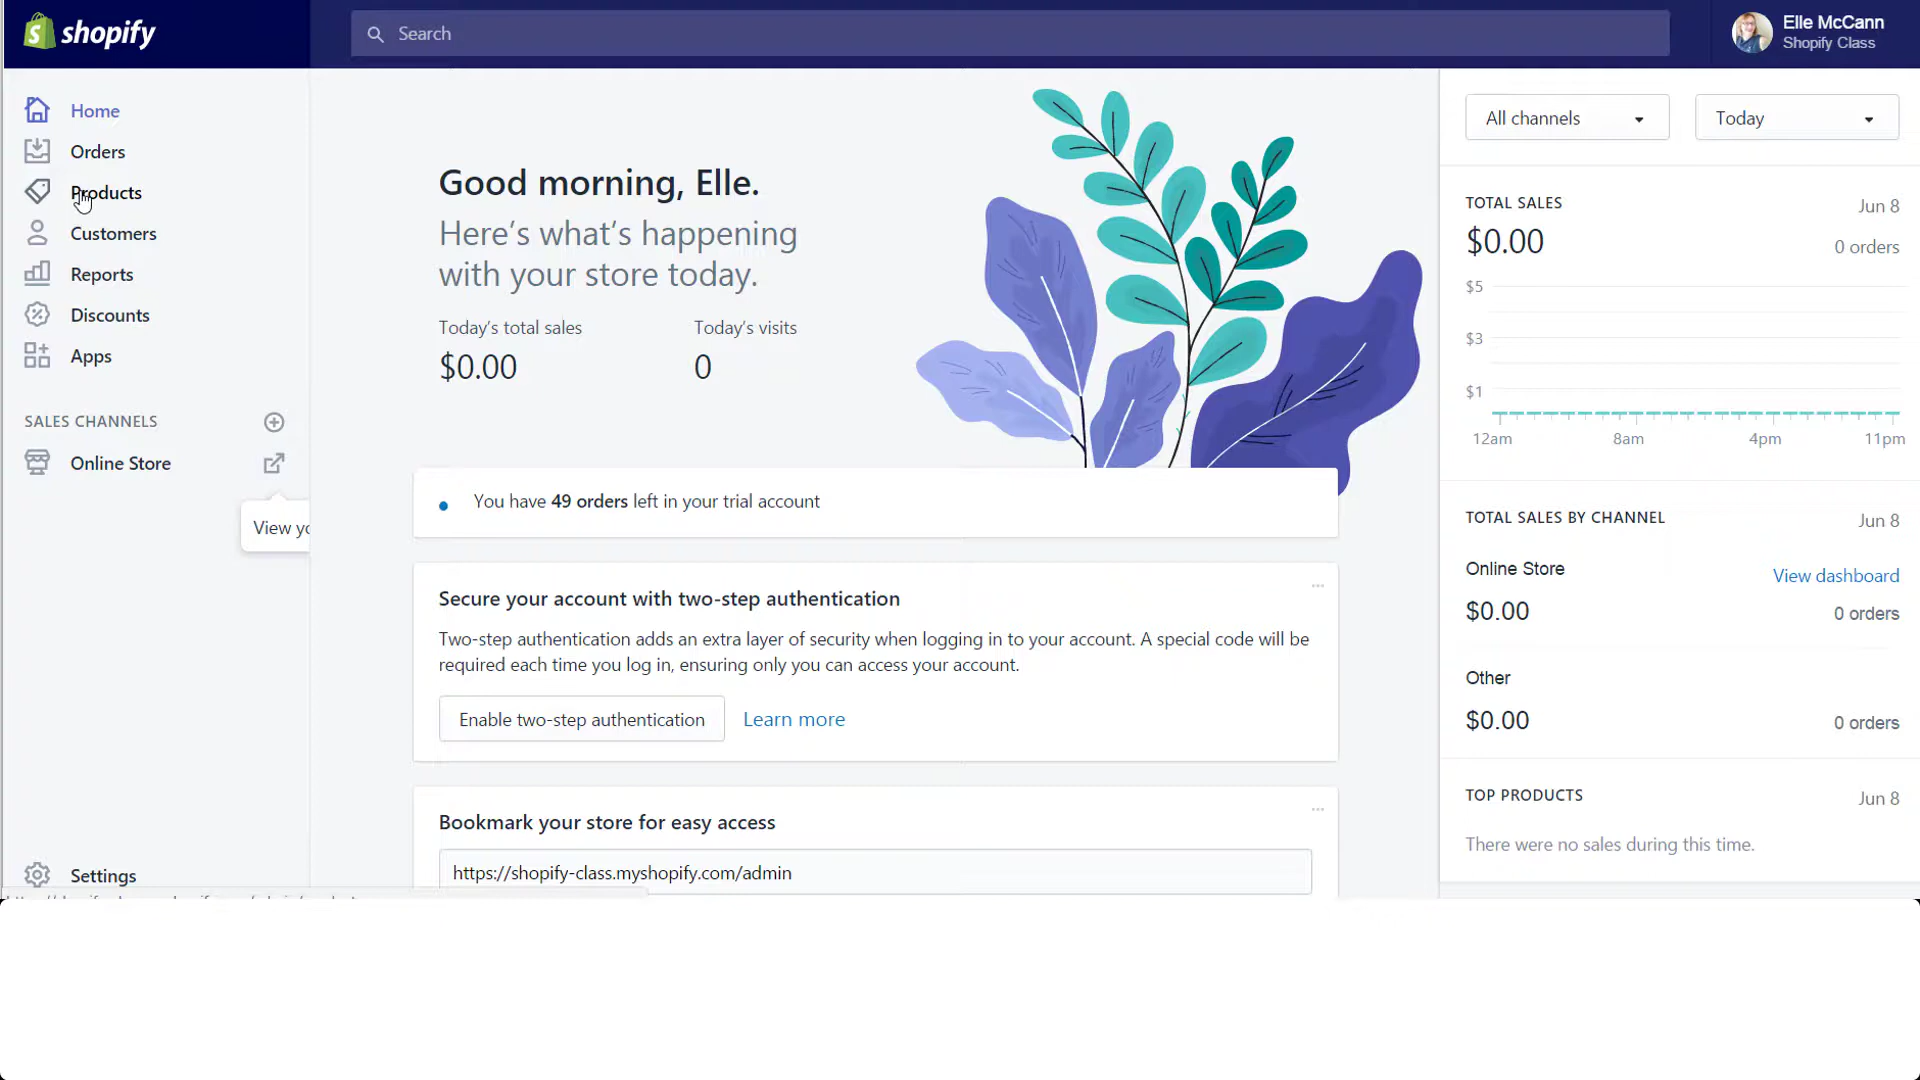 shopify
Search
Elle McCann
Shopify Class
Home
Orders
Products
Customers
Reports
Discounts
Apps
SALES CHANNELS
Online Store
View yo
Settings
Good morning, Elle.
Here's what's happening
with your store today.
Today's total sales
Today's visits
$0.00
0
You have 49 orders left in your trial account
Secure your account with two-step authentication
Two-step authentication adds an extra layer of security when logging in to your account. A special code will be
required each time you log in, ensuring only you can access your account.
Enable two-step authentication
Learn more
Bookmark your store for easy access
https://shopify-class.myshopify.com/admin
All channels
Today
TOTAL SALES
Jun 8
$0.00
0 orders
$5
$3
$1
12am
8am
4pm
11pm
TOTAL SALES BY CHANNEL
Jun 8
Online Store
View dashboard
$0.00
0 orders
Other
$0.00
0 orders
TOP PRODUCTS
Jun 8
There were no sales during this time.